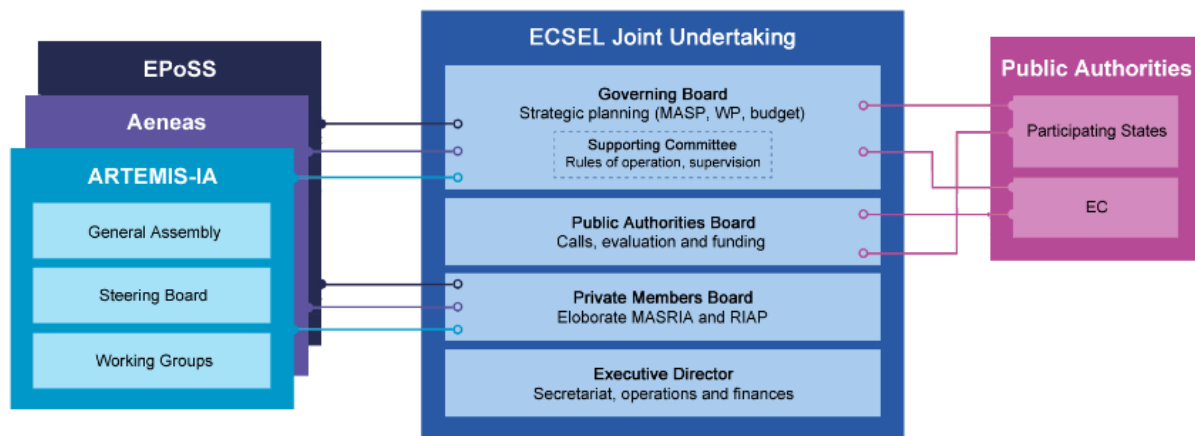 EPoSS
Aeneas
ARTEMIS-IA
General Assembly
Steering Board
Working Groups
ECSEL Joint Undertaking
Governing Board
Strategic planning (MASP, WP, budget)
Supporting Committee
Rules of operation, supervision
Public Authorities Board
Calls, evaluation and funding
Private Members Board
Eloborate MASRIA and RIAP
Executive Director
Secretariat, operations and finances
Public Authorities
Participating States
EC